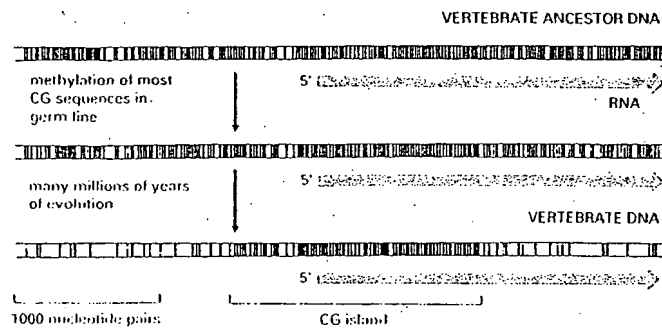 VERTEBRATE ANCESTOR DNA
methylation of most
CG sequences in
germ line
5'
RNA
many millions of years
of evolution
5'
VERTEBRATE DNA
5'
1000 nucleotide pairs
CG island